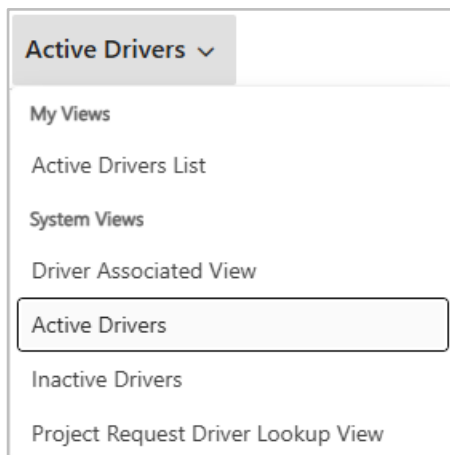 Active Drivers
My Views
Active Drivers List
System Views
Driver Associated View
Active Drivers
Inactive Drivers
Project Request Driver Lookup View